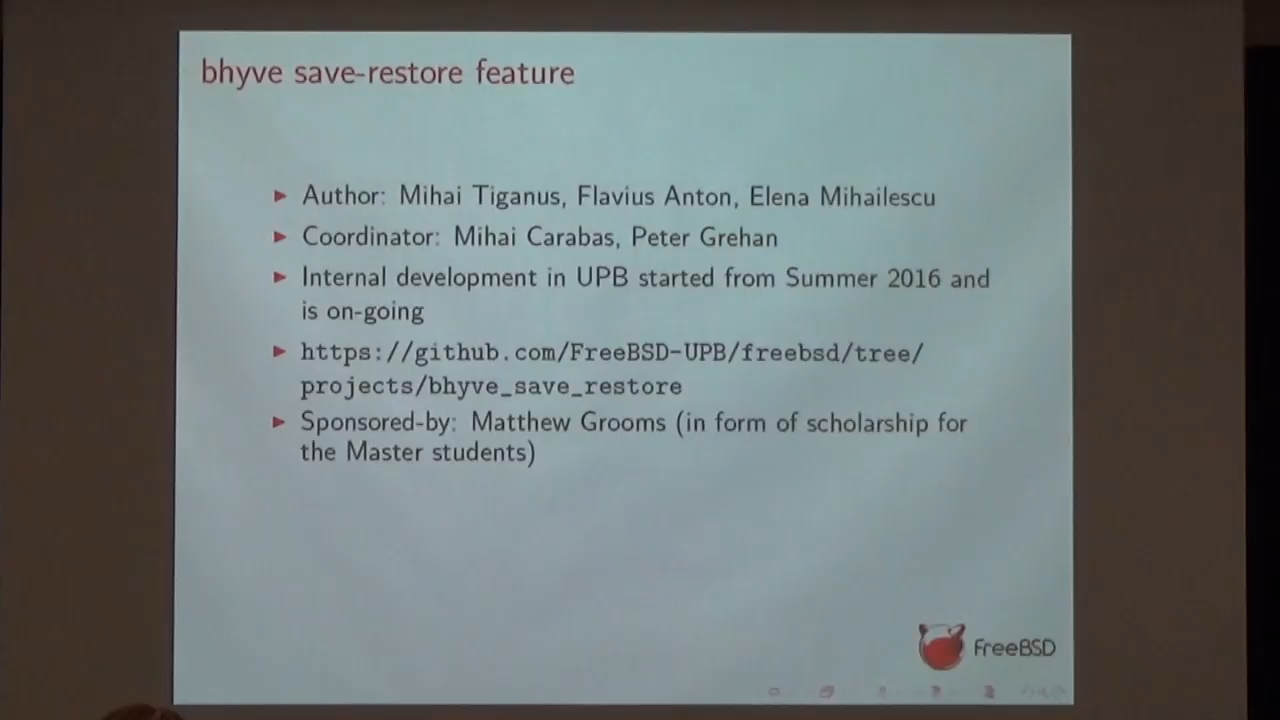 bhyve save-restore feature
Author: Mihai Tiganus, Flavius Anton, Elena Mihailescu
Coordinator: Mihai Carabas, Peter Grehan
Internal development in UPB started from Summer 2016 and
is on-going
https://github.com/FreeBSD-UPB/freebsd/tree/
projects/bhyve_save_restore
Sponsored-by: Matthew Grooms (in form of scholarship for
the Master students)
FreeBSD